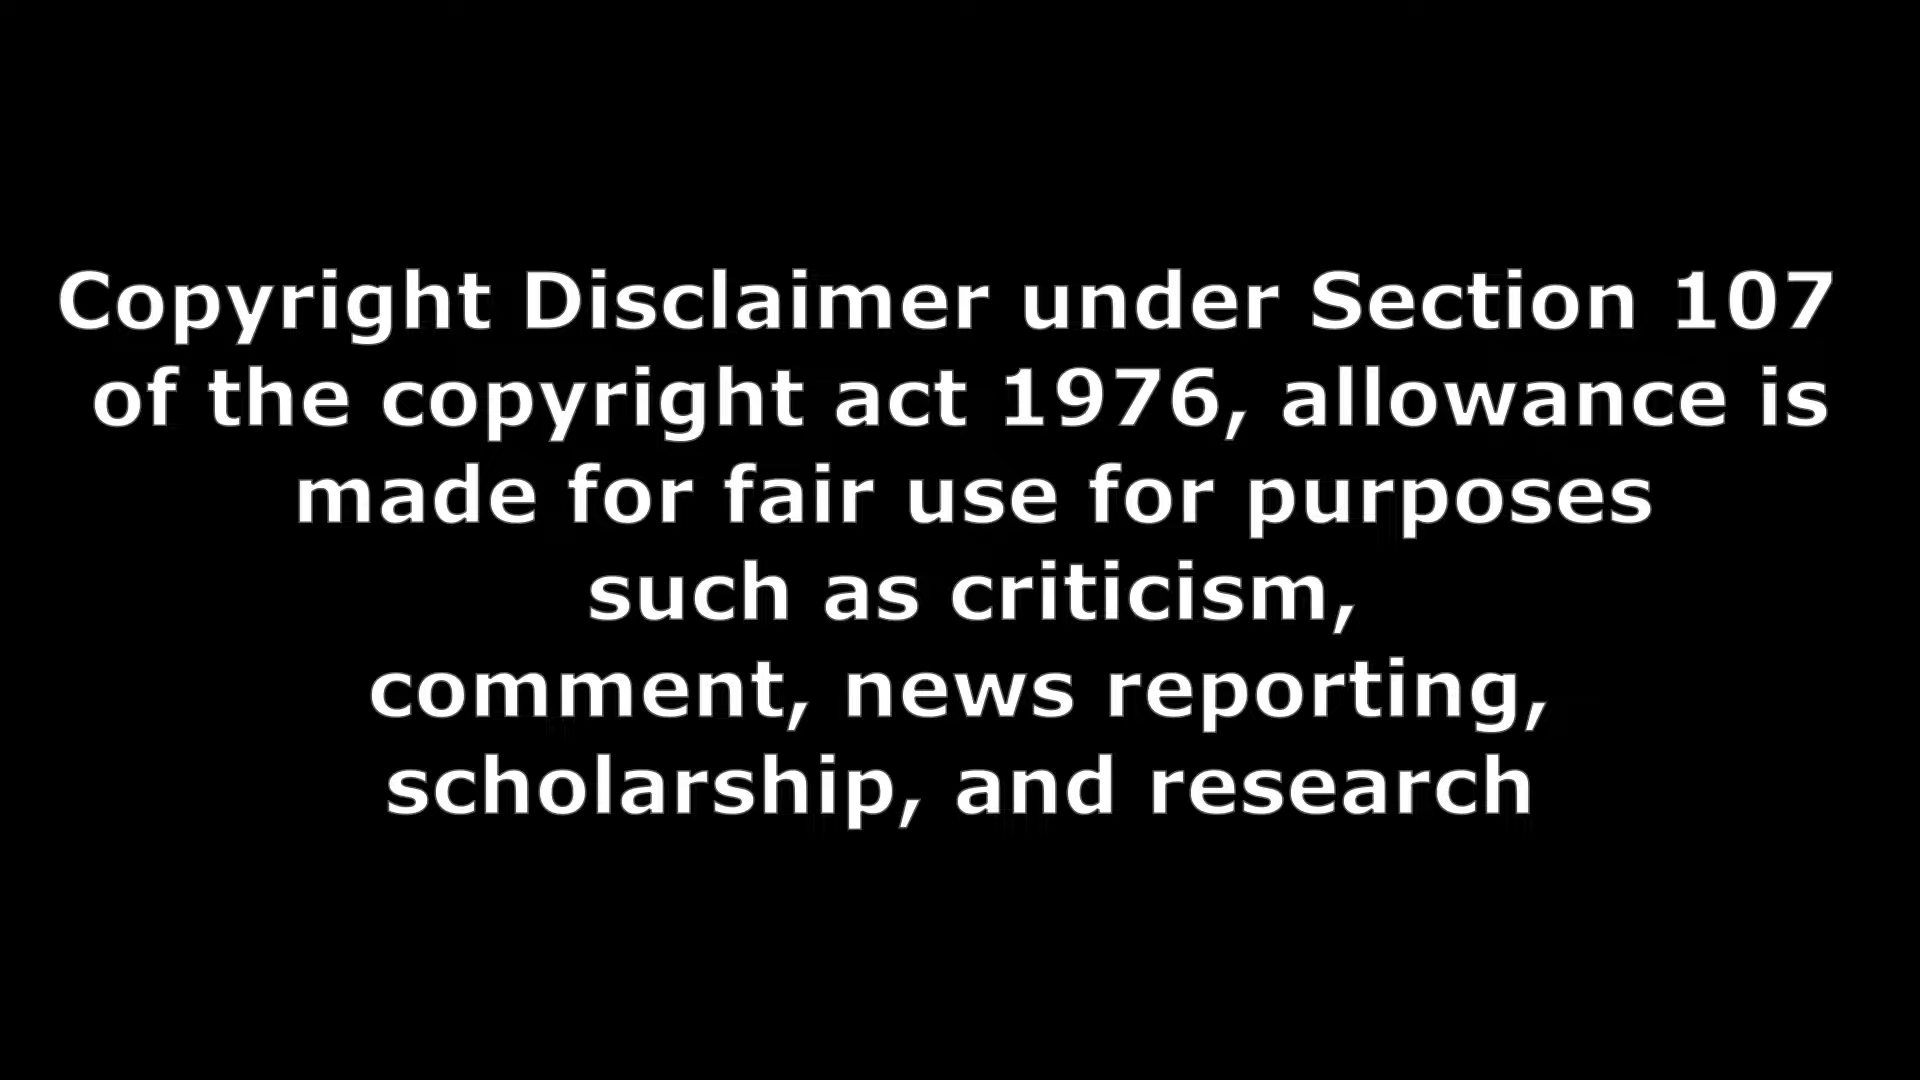 Copyright Disclaimer under Section 107
of the copyright act 1976, allowance is
made for fair use for purposes
such as criticism,
comment, news reporting,
scholarship, and research